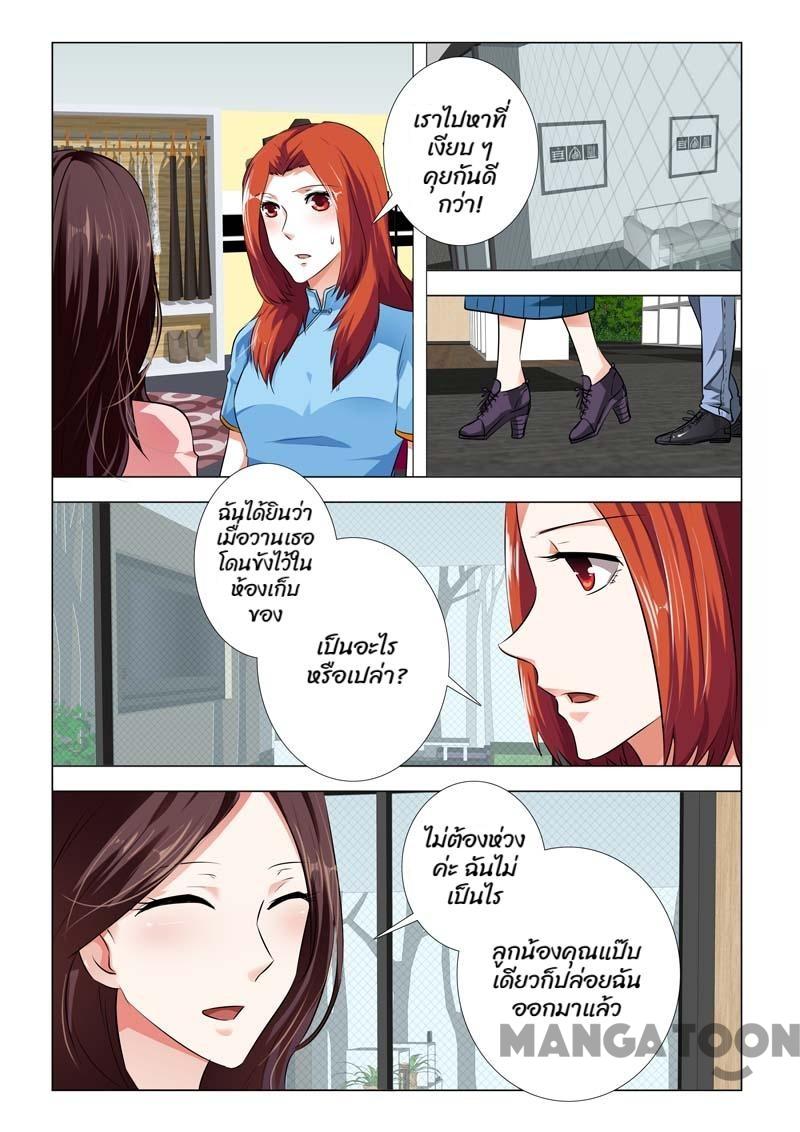 เราไปหาที่
เงียบ ๆ
คุยกันดี
กว่า!
ฉันได้ยินว่า
เมื่อวานเธอ
โดนขังไว้ใน
ห้องเก็บ
ของ
เป็นอะไร
หรือเปล่า?
ไม่ต้องห่วง
ค่ะ ฉันไม่
เป็นไร
ลูกน้องคุณแป๊บ
เดียวก็ปล่อยฉัน
ออกมาแล้ว
MANGATOON